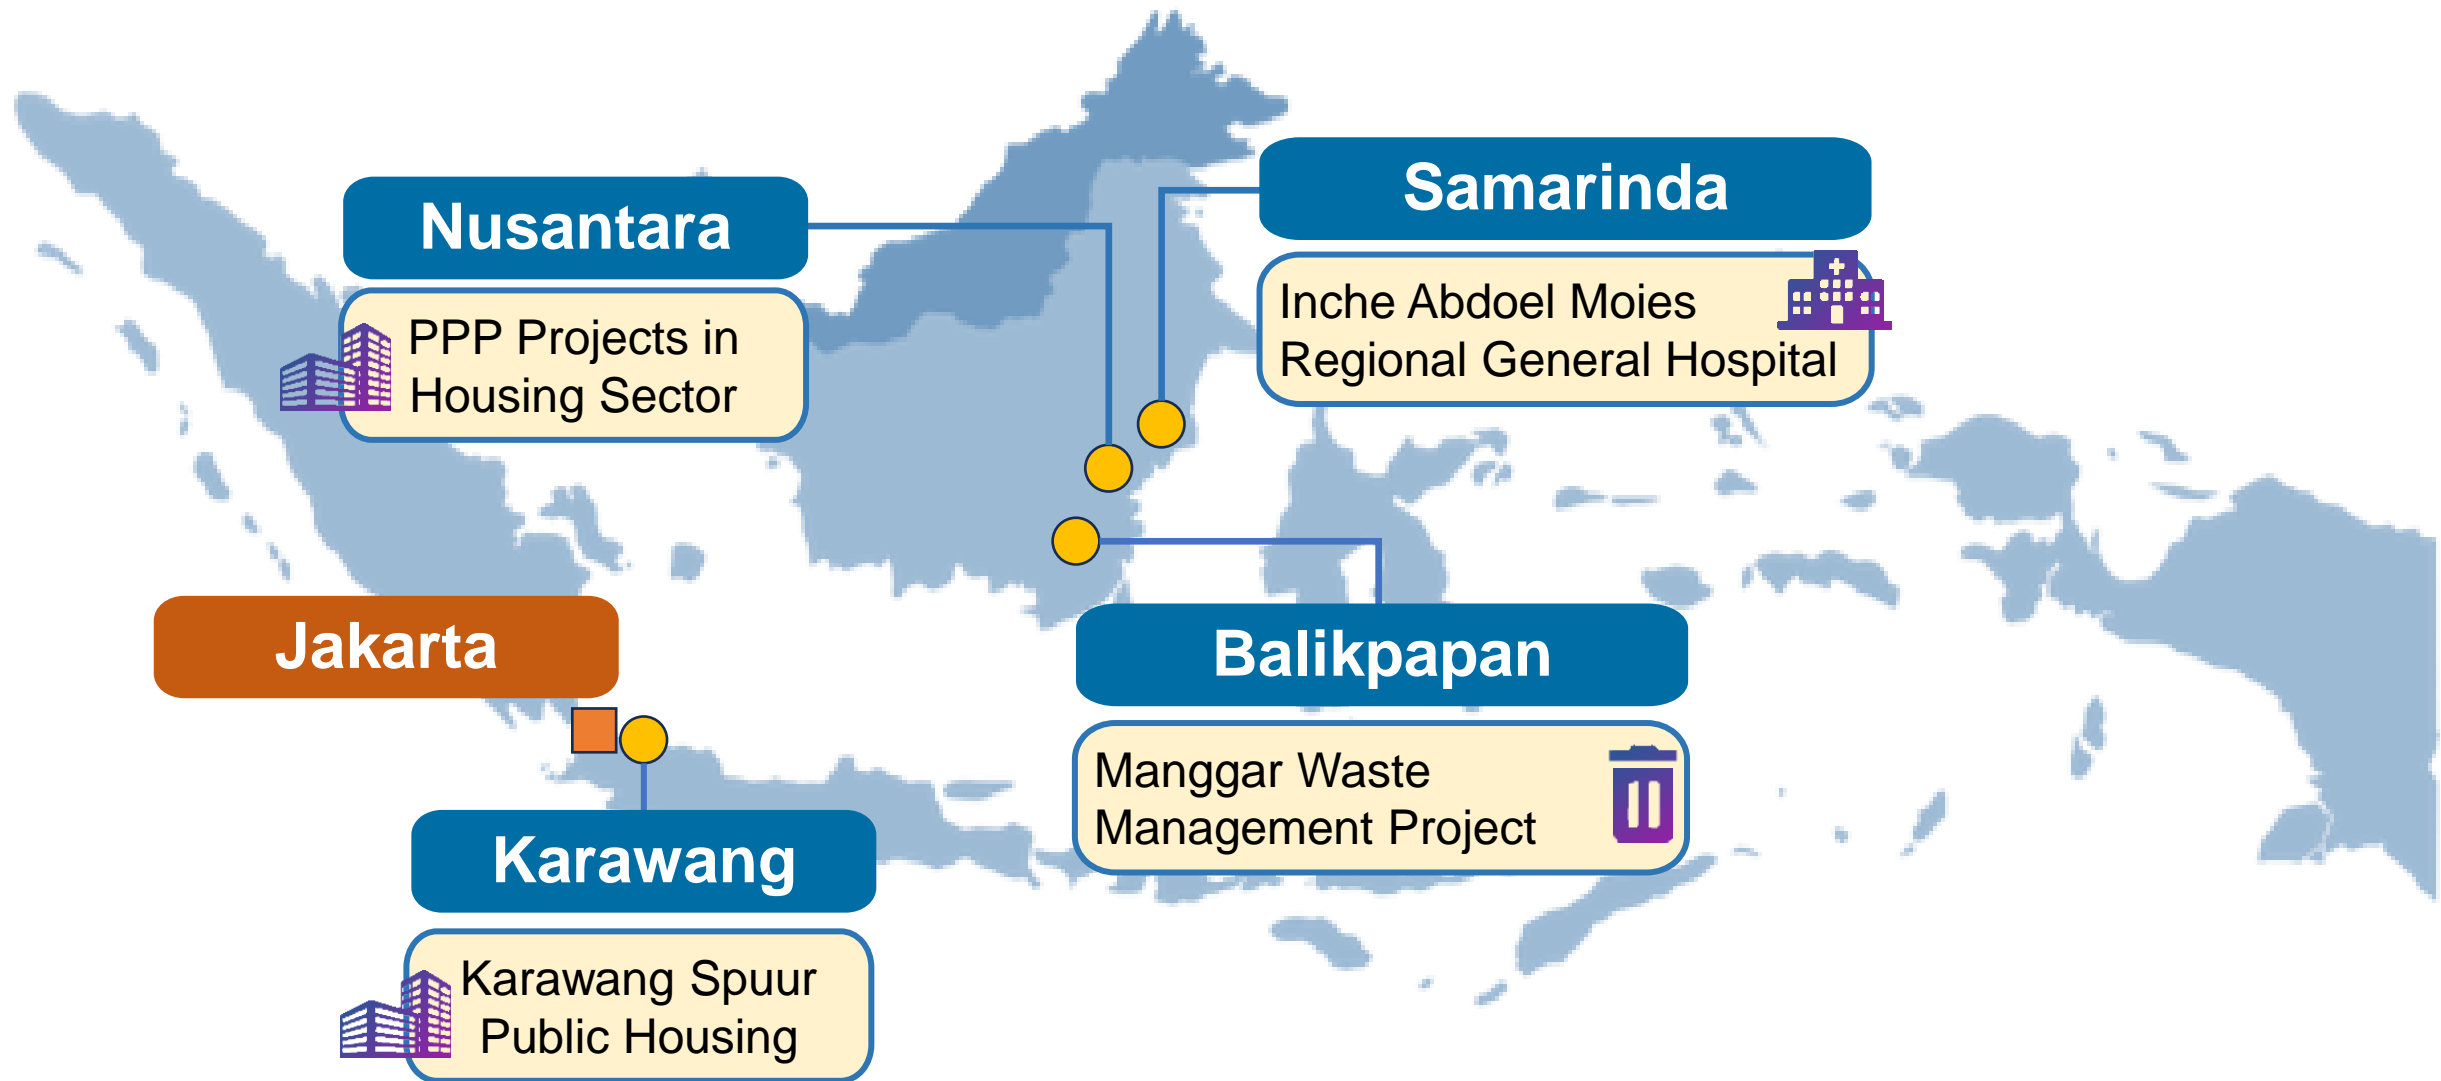 Nusantara
PPP Projects in
Housing Sector
Samarinda
Inche Abdoel Moies
Regional General Hospital
Jakarta
Karawang
Karawang Spuur
Public Housing
Balikpapan
Manggar Waste
Management Project